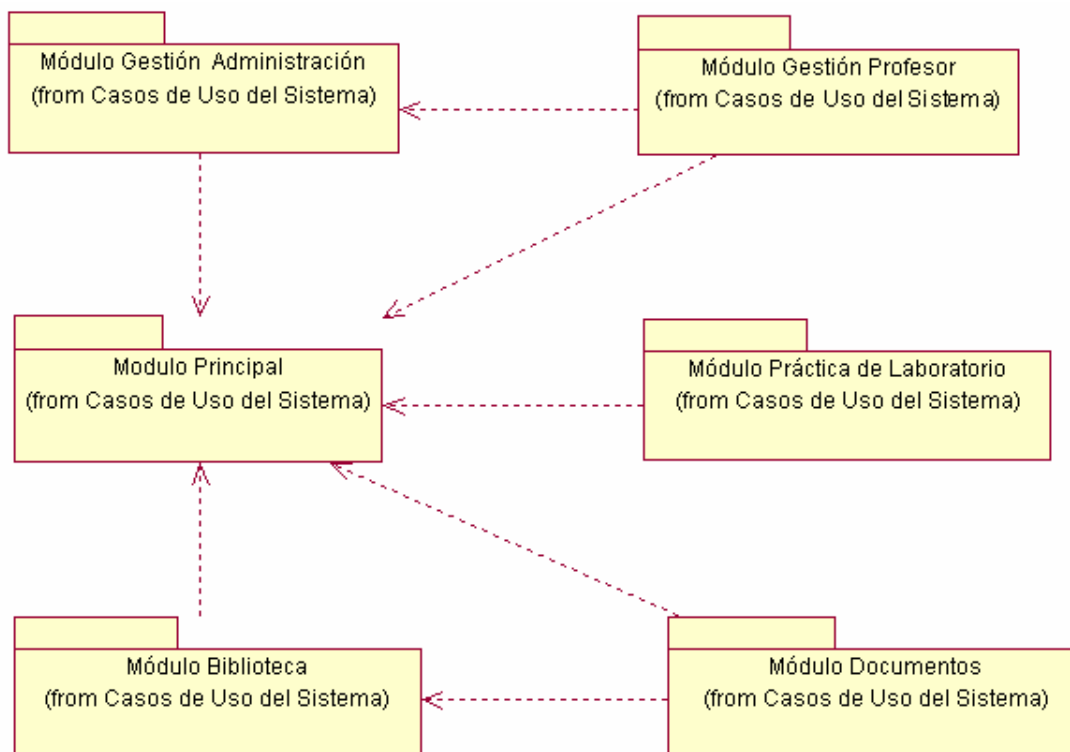 Módulo Gestión Administración
(from Casos de Uso del Sistema)
Módulo Gestión Profesor
(from Casos de Uso del Sistema)
Modulo Principal
(from Casos de Uso del Sistema)
Módulo Práctica de Laboratorio
(from Casos de Uso del Sistema)
Módulo Biblioteca
(from Casos de Uso del Sistema)
Módulo Documentos
(from Casos de Uso del Sistema)